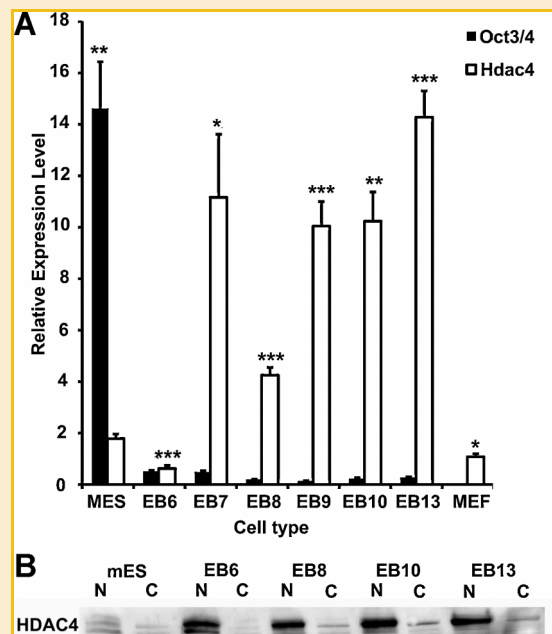 A
Relative Expression Level
18
16
14
12
10
8
6
4
2
0
Oct3/4
Hdac4
**
***
*
***
***
**
***
*
MES EB6 EB7 EB8 EB9 EB10 EB13 MEF
Cell type
B
mES EB6 EB8 EB10 EB13
N C N C N C N C N C
HDAC4